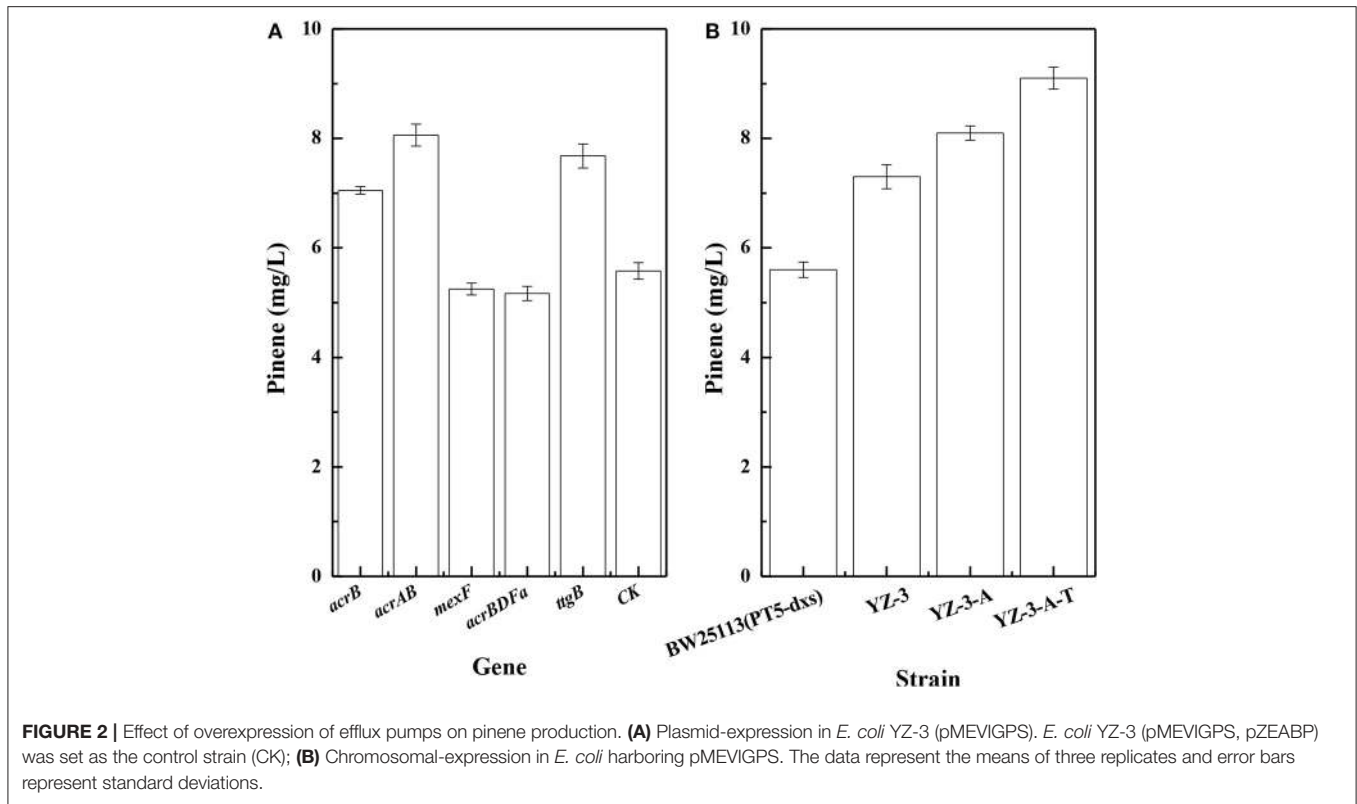 A
10
8
6
4
2
0
Pinene (mg/L)
acrB
acrAB
mexF
acrBDFa
ttgB
CK
Gene
B
10
8
6
4
2
0
Pinene (mg/L)
BW25113(PT5-dxs)
YZ-3
YZ-3-A
YZ-3-A-T
Strain
FIGURE 2 | Effect of overexpression of efflux pumps on pinene production. (A) Plasmid-expression in E. coli YZ-3 (pMEVIGPS). E. coli YZ-3 (pMEVIGPS, pZEABP)
was set as the control strain (CK); (B) Chromosomal-expression in E. coli harboring pMEVIGPS. The data represent the means of three replicates and error bars
represent standard deviations.